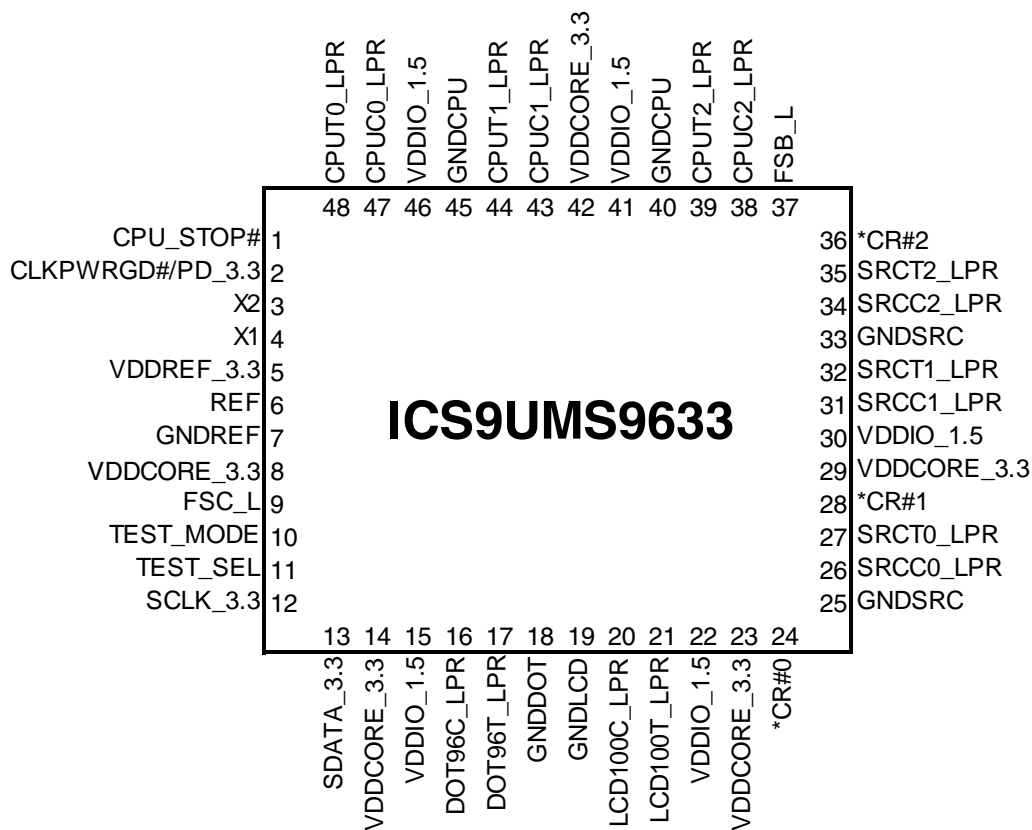 CPUT0_LPR
CPUC0_LPR
VDDIO_1.5
GNDCPU
CPUT1_LPR
CPUC1_LPR
VDDCORE_3.3
VDDIO_1.5
GNDCPU
CPUT2_LPR
CPUC2_LPR
FSB_L
48 47 46 45 44 43 42 41 40 39 38 37
CPU_STOP# 1
CLKPWRGD#/PD_3.3 2
X2 3
X1 4
VDDREF_3.3 5
REF 6
GNDREF 7
VDDCORE_3.3 8
FSC_L 9
TEST_MODE 10
TEST_SEL 11
SCLK_3.3 12
ICS9UMS9633
36 *CR#2
35 SRCT2_LPR
34 SRCC2_LPR
33 GNDSRC
32 SRCT1_LPR
31 SRCC1_LPR
30 VDDIO_1.5
29 VDDCORE_3.3
28 *CR#1
27 SRCT0_LPR
26 SRCC0_LPR
25 GNDSRC
13 14 15 16 17 18 19 20 21 22 23 24
SDATA_3.3
VDDCORE_3.3
VDDIO_1.5
DOT96C_LPR
DOT96T_LPR
GNDDOT
GNDLCD
LCD100C_LPR
LCD100T_LPR
VDDIO_1.5
VDDCORE_3.3
*CR#0